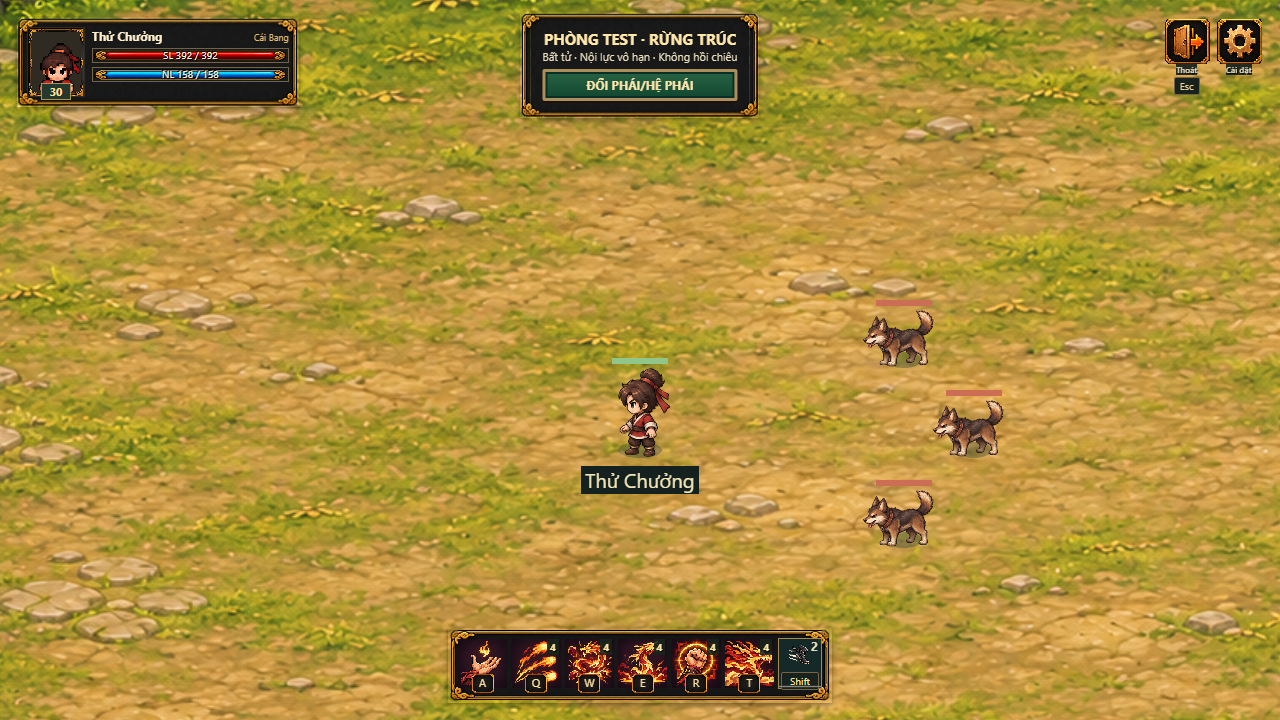 Thử Chưởng
Cái Bang
SL 392 / 392
NL 158 / 158
30
PHÒNG TEST · RỪNG TRÚC
Bất tử · Nội lực vô hạn · Không hồi chiêu
ĐỔI PHÁI/HỆ PHÁI
Thoát
Esc
Cài đặt
Thử Chưởng
A
4
Q
4
W
4
E
4
R
4
T
2
Shift